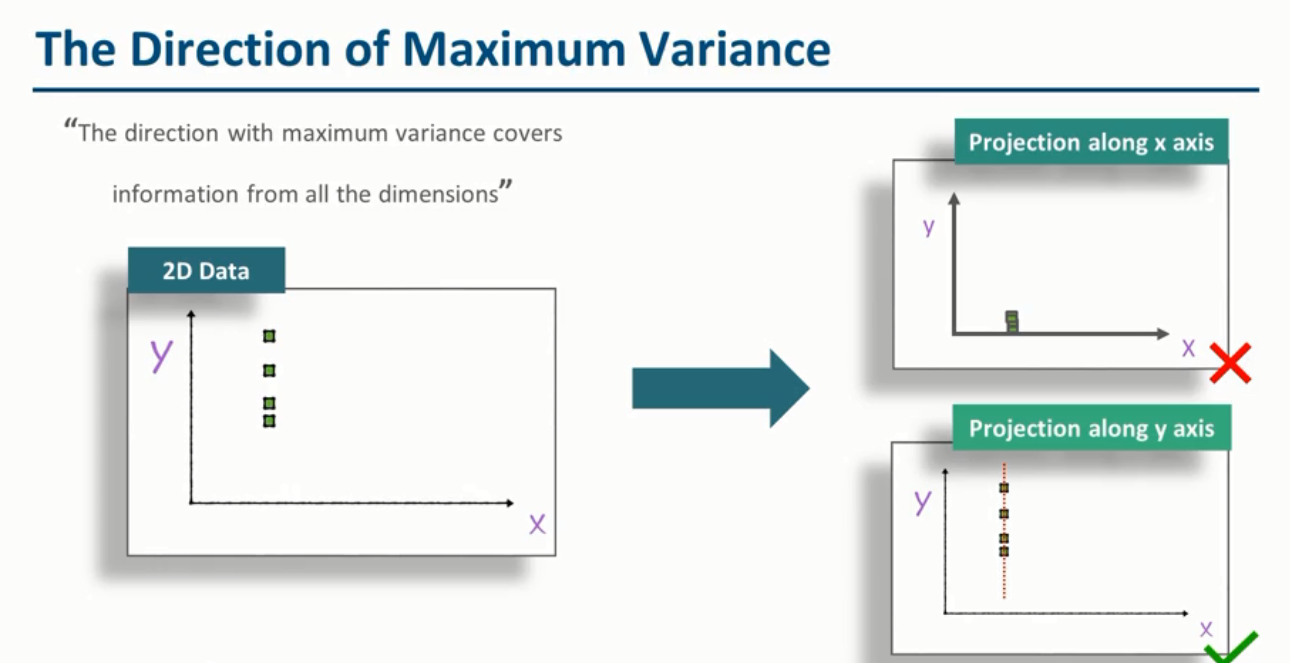 The Direction of Maximum Variance
“The direction with maximum variance covers
information from all the dimensions”
2D Data
y
x
Projection along x axis
y
x
Projection along y axis
y
x